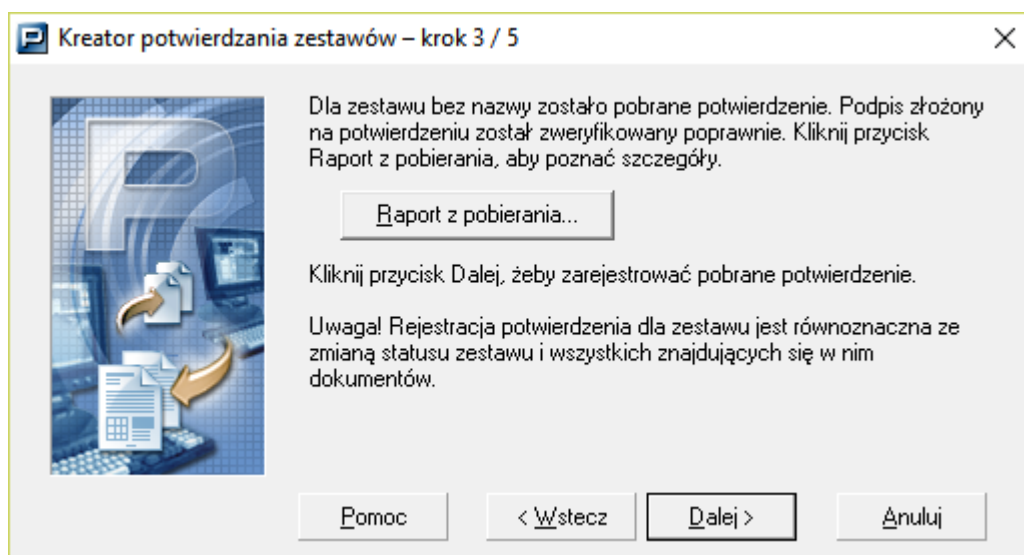 Kreator potwierdzania zestawów – krok 3 / 5
Dla zestawu bez nazwy zostało pobrane potwierdzenie. Podpis złożony
na potwierdzeniu został zweryfikowany poprawnie. Kliknij przycisk
Raport z pobierania, aby poznać szczegóły.
Raport z pobierania...
Kliknij przycisk Dalej, żeby zarejestrować pobrane potwierdzenie.
Uwaga! Rejestracja potwierdzenia dla zestawu jest równoznaczna ze
zmianą statusu zestawu i wszystkich znajdujących się w nim
dokumentów.
Pomoc
< Wstecz
Dalej >
Anuluj